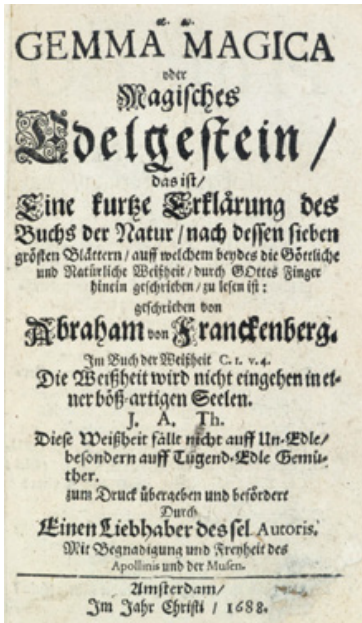 α. ω.
GEMMA MAGICA
oder
Magisches
Edelgestein /
das ist /
Eine kurtze Erklärung des
Buchs der Natur / nach dessen sieben
grösten Blättern / auff welchem beydes die Göttliche
und Natürliche Weißheit / durch GOttes Finger
hinein geschrieben / zu lesen ist:
geschrieben von
Abraham von Franckenberg.
Im Buch der Weißheit C. 1. v. 4.
Die Weißheit wird nicht eingehen in ei-
ner böß-artigen Seelen.
J. A. Th.
Diese Weißheit fällt nicht auff Un-Edle /
besondern auff Tugend-Edle Gemü-
ther.
zum Druck übergeben und befördert
Durch
Einen Liebhaber des sel Autoris.
Mit Begnadigung und Freyheit des
Apollinis und der Musen.
Amsterdam /
Im Jahr Christi / 1688.